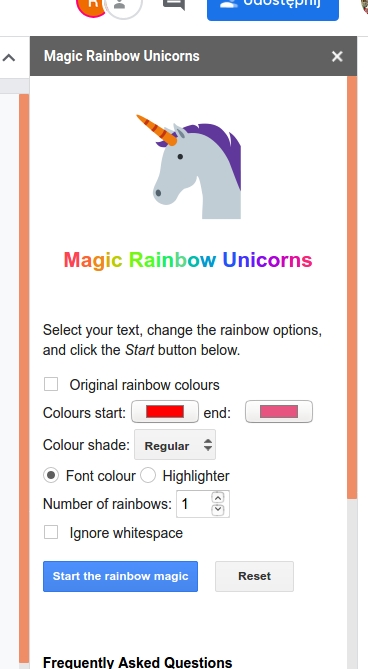 Udostępnij
Magic Rainbow Unicorns
Magic Rainbow Unicorns
Select your text, change the rainbow options,
and click the Start button below.
Original rainbow colours
Colours start: end:
Colour shade: Regular
Font colour Highlighter
Number of rainbows: 1
Ignore whitespace
Start the rainbow magic Reset
Frequently Asked Questions